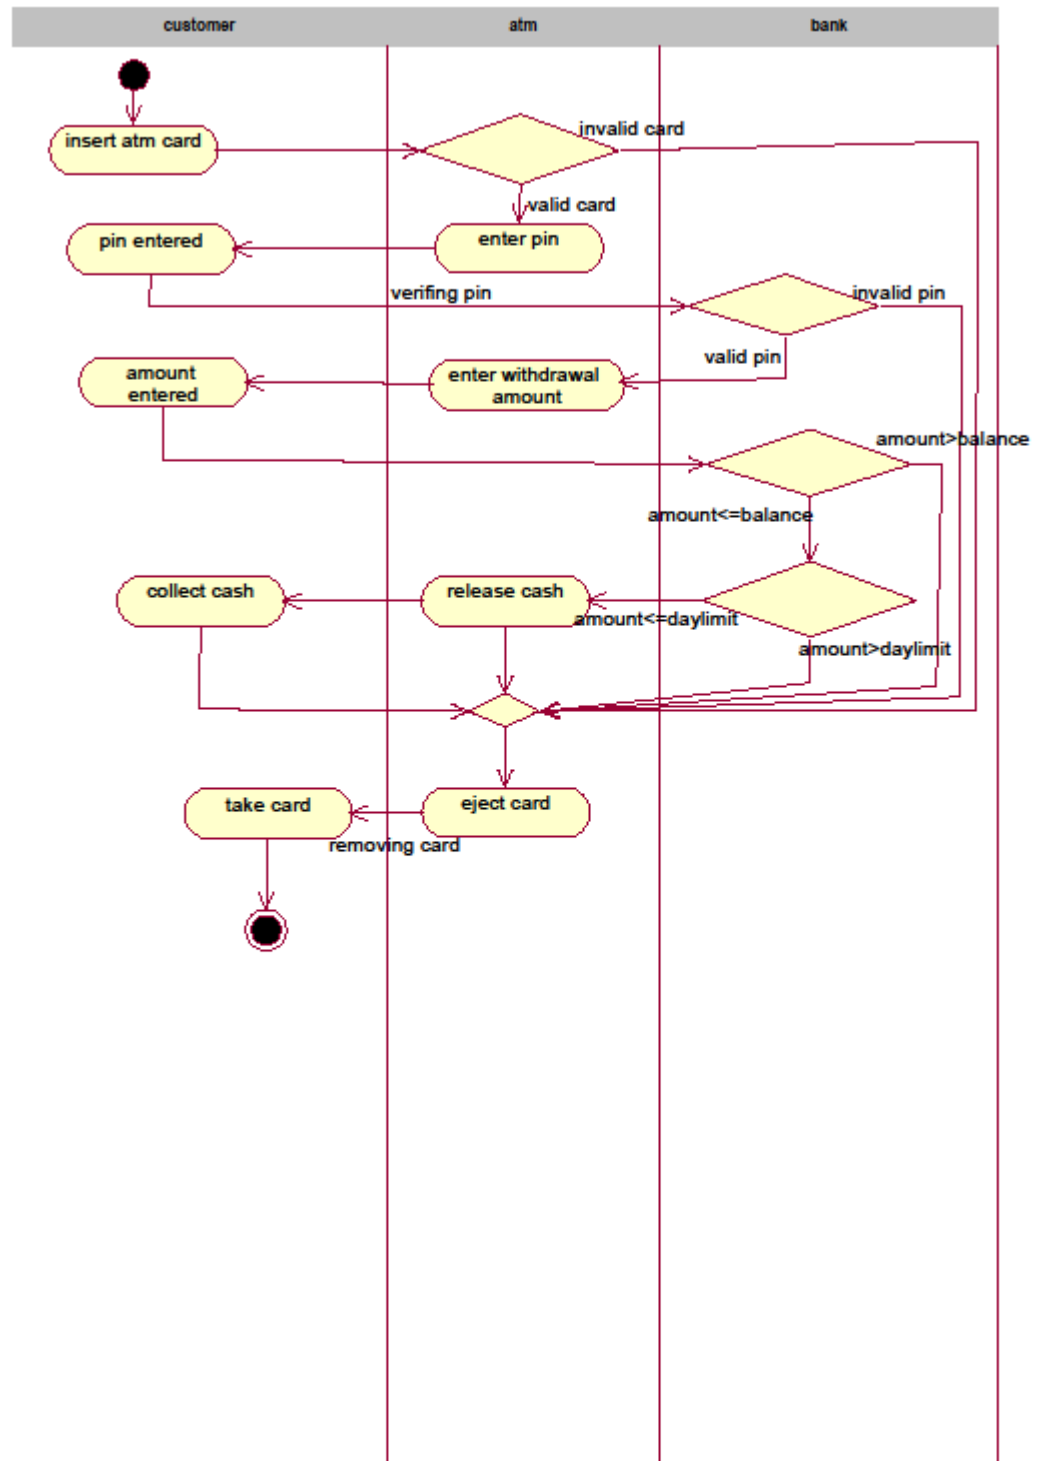 customer
atm
bank
insert atm card
invalid card
valid card
pin entered
enter pin
verifing pin
invalid pin
valid pin
amount
entered
enter withdrawal
amount
amount>balance
amount<=balance
collect cash
release cash
amount<=daylimit
amount>daylimit
take card
eject card
removing card